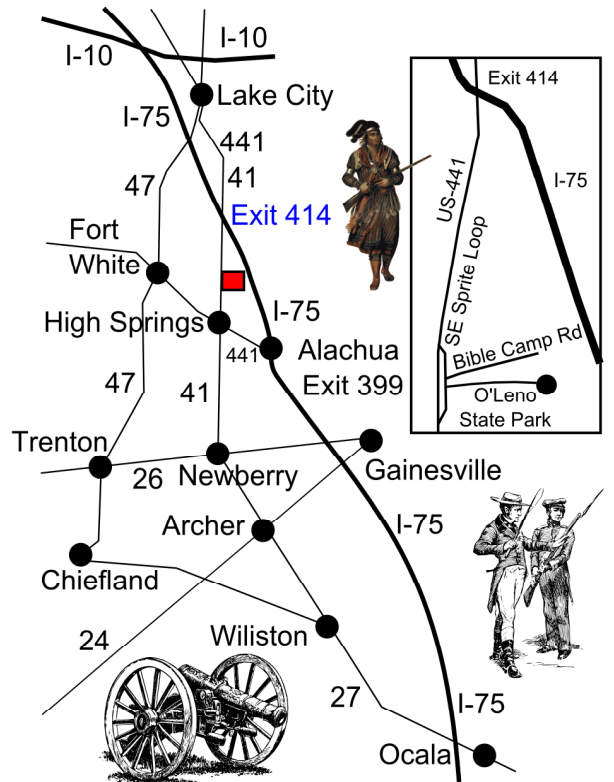 I-10
I-10
Lake City
I-75
441
47
41
Exit 414
Fort
White
High Springs
I-75
441
Alachua
Exit 399
47
41
Trenton
26
Newberry
Gainesville
Archer
I-75
Chiefland
24
Wiliston
27
I-75
Ocala
Exit 414
US-441
I-75
SE Sprite Loop
Bible Camp Rd
O'Leno
State Park